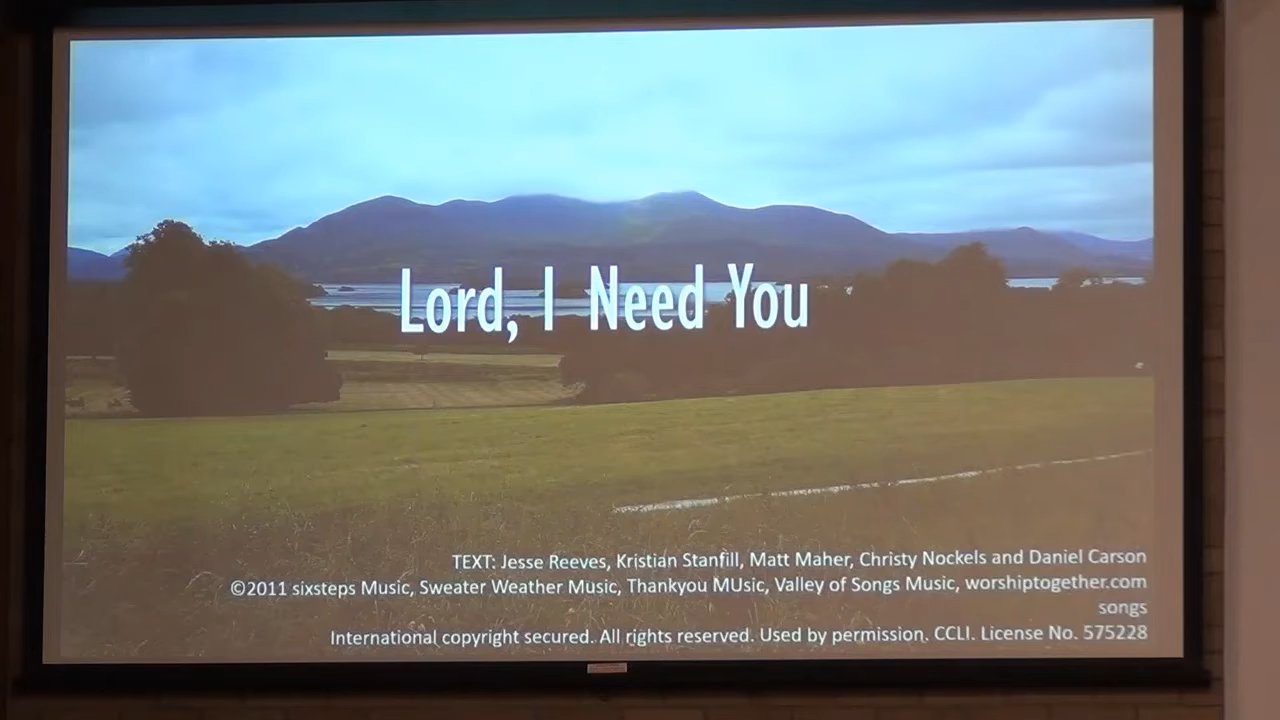 Lord, I Need You
TEXT: Jesse Reeves, Kristian Stanfill, Matt Maher, Christy Nockels and Daniel Carson
©2011 sixsteps Music, Sweater Weather Music, Thankyou MUsic, Valley of Songs Music, worshiptogether.com
songs
International copyright secured. All rights reserved. Used by permission. CCLI. License No. 575228